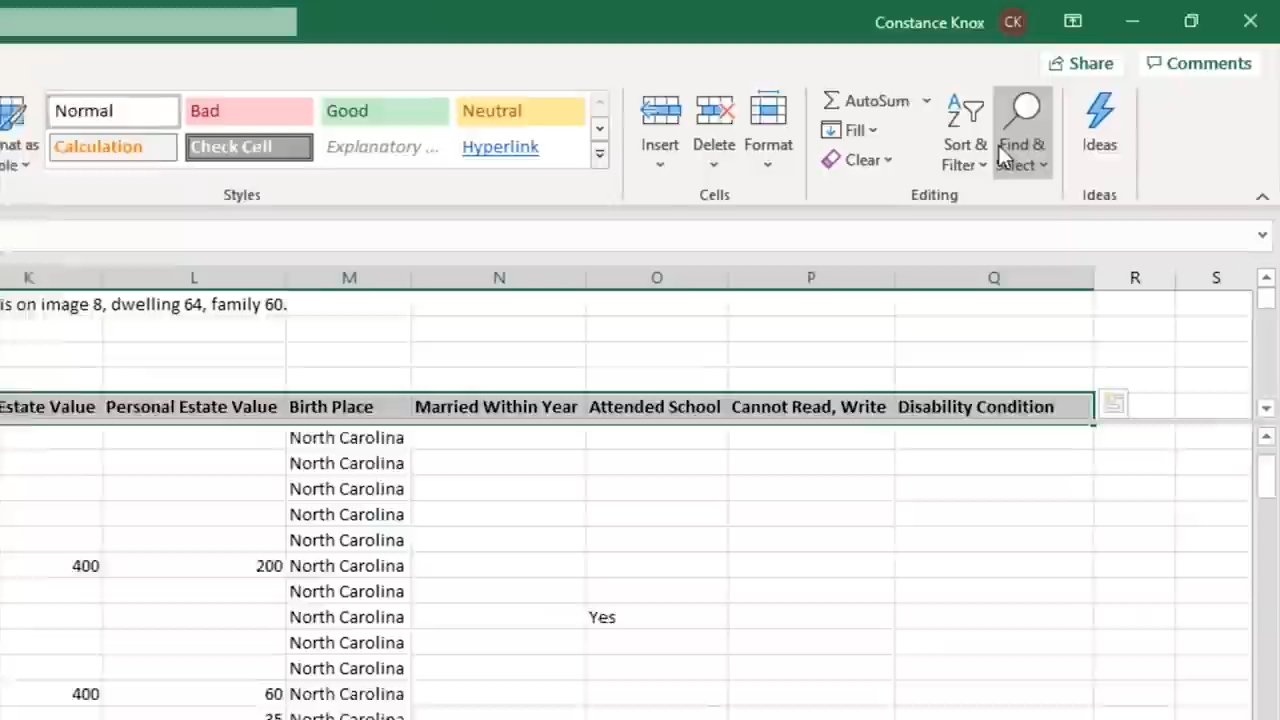 Constance Knox CK
Share Comments
Normal Bad Good Neutral
Calculation Check Cell Explanatory ... Hyperlink
mat as
ole
Insert Delete Format
AutoSum
Fill
Clear
Sort &
Filter
Find &
Select
Ideas
Styles Cells Editing Ideas
K L M N O P Q R S
is on image 8, dwelling 64, family 60.
Estate Value Personal Estate Value Birth Place Married Within Year Attended School Cannot Read, Write Disability Condition
North Carolina
North Carolina
North Carolina
North Carolina
North Carolina
400 200 North Carolina
North Carolina
North Carolina Yes
North Carolina
North Carolina
400 60 North Carolina
35 North Carolina